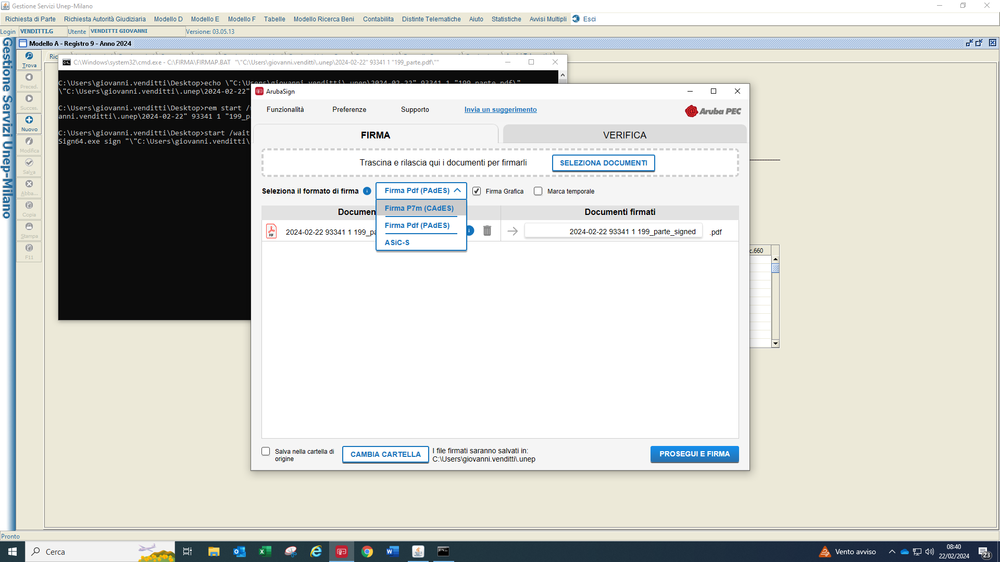 Gestione Servizi Unep-Milano
Richiesta di Parte Richiesta Autorità Giudiziaria Modello D Modello E Modello F Tabelle Modello Ricerca Beni Contabilita Distinte Telematiche Aiuto Statistiche Avvisi Multipli Esci
Login VENDITTI.G Utente VENDITTI GIOVANNI Versione: 03.05.13
Gestione Servizi Unep-Milano
Modello A - Registro 9 - Anno 2024
Trova
Preced.
Succes.
Nuovo
Modifica
Salva
Abba...
Copia
Stampa
F11
Ric
C:\Windows\system32\cmd.exe - C:\FIRMA\FIRMAP.BAT "\"C:\Users\giovanni.venditti\.unep\2024-02-22" 93341 1 "199_parte.pdf\""
C:\Users\giovanni.venditti\Desktop>echo \"C:\Users\giovanni.venditti\.unep\2024-02-22" 93341 1 "199_parte.pdf\"
\"C:\Users\giovanni.venditti\.unep\2024-02-22"
C:\Users\giovanni.venditti\Desktop>rem start /
anni.venditti\.unep\2024-02-22" 93341 1 "199_p
C:\Users\giovanni.venditti\Desktop>start /wait
Sign64.exe sign "\"C:\Users\giovanni.venditti\
ArubaSign
Funzionalità Preferenze Supporto Invia un suggerimento
Aruba PEC
FIRMA VERIFICA
Trascina e rilascia qui i documenti per firmarli SELEZIONA DOCUMENTI
Seleziona il formato di firma i Firma Pdf (PAdES) Firma Grafica Marca temporale
Firma P7m (CAdES)
Firma Pdf (PAdES)
ASiC-S
Documen Documenti firmati
PDF 2024-02-22 93341 1 199_pa i 2024-02-22 93341 1 199_parte_signed .pdf
c.660
Salva nella cartella di
origine
CAMBIA CARTELLA
I file firmati saranno salvati in:
C:\Users\giovanni.venditti\.unep
PROSEGUI E FIRMA
Pronto
Cerca
Vento avviso
08:40
22/02/2024
23